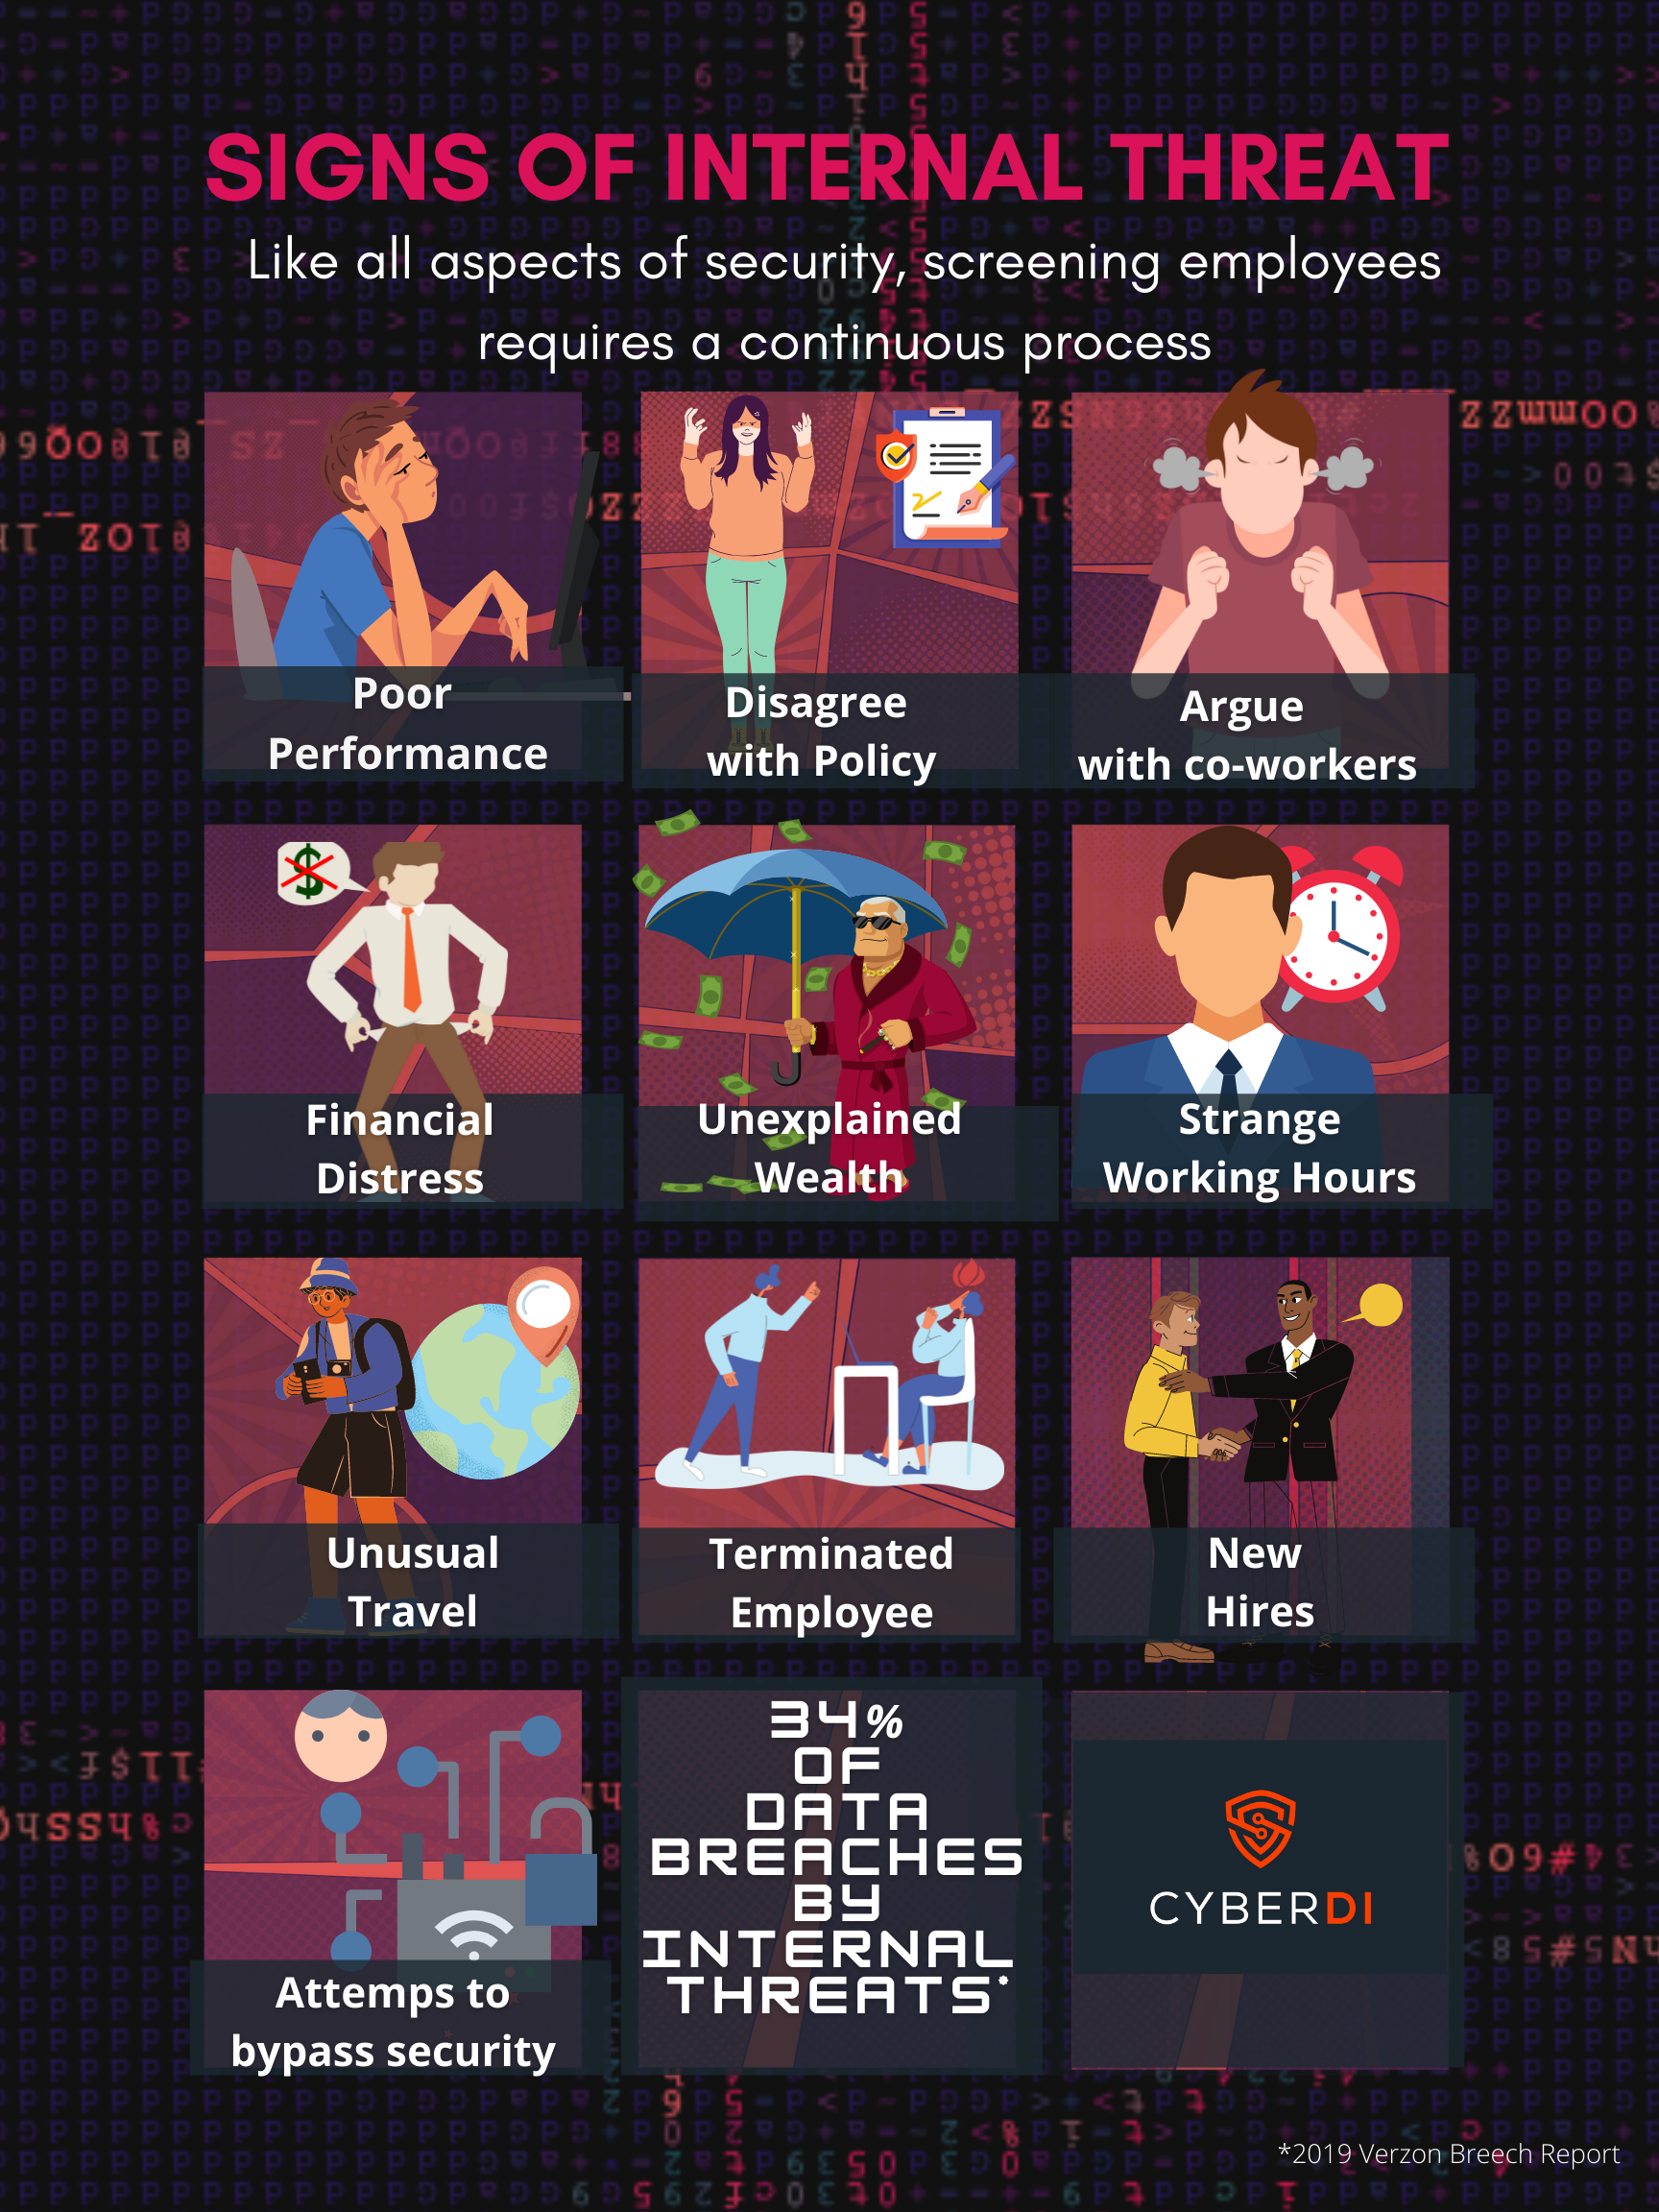 SIGNS OF INTERNAL THREAT
Like all aspects of security, screening employees
requires a continuous process
Poor
Performance
Disagree
with Policy
Argue
with co-workers
Financial
Distress
Unexplained
Wealth
Strange
Working Hours
Unusual
Travel
Terminated
Employee
New
Hires
Attemps to
bypass security
34%
OF
DATA
BREACHES
BY
INTERNAL
THREATS*
CYBERDI
*2019 Verzon Breech Report